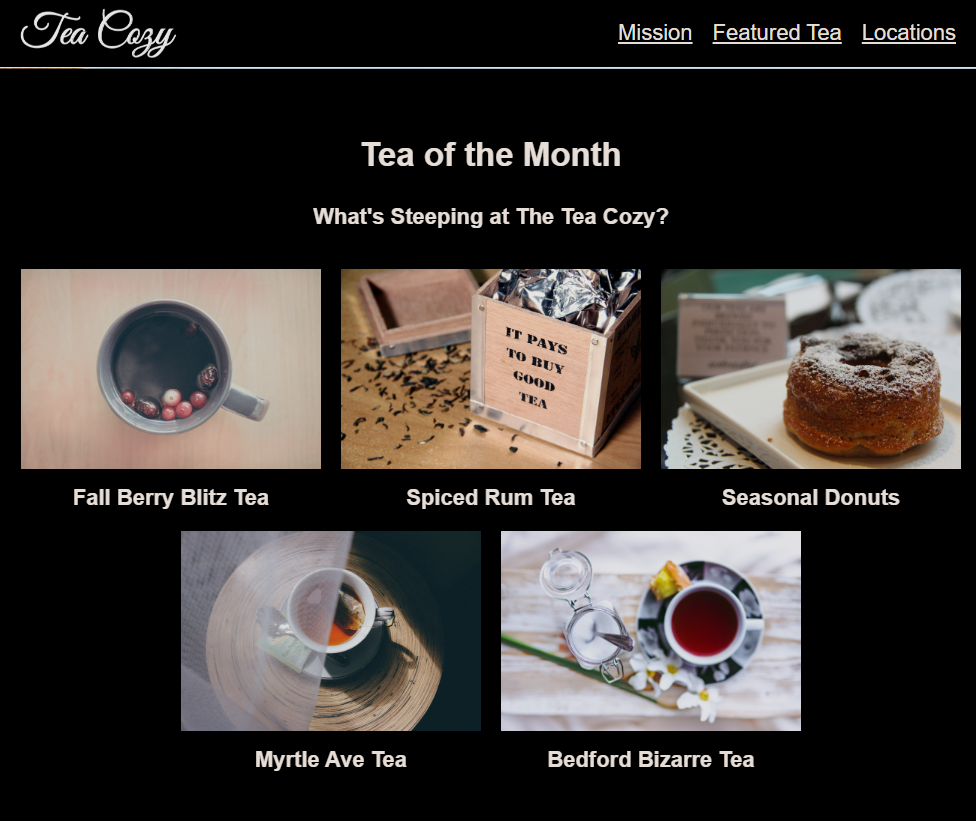 Tea Cozy
Mission Featured Tea Locations
Tea of the Month
What's Steeping at The Tea Cozy?
IT PAYS
TO BUY
GOOD
TEA
Fall Berry Blitz Tea
Spiced Rum Tea
Seasonal Donuts
Myrtle Ave Tea
Bedford Bizarre Tea